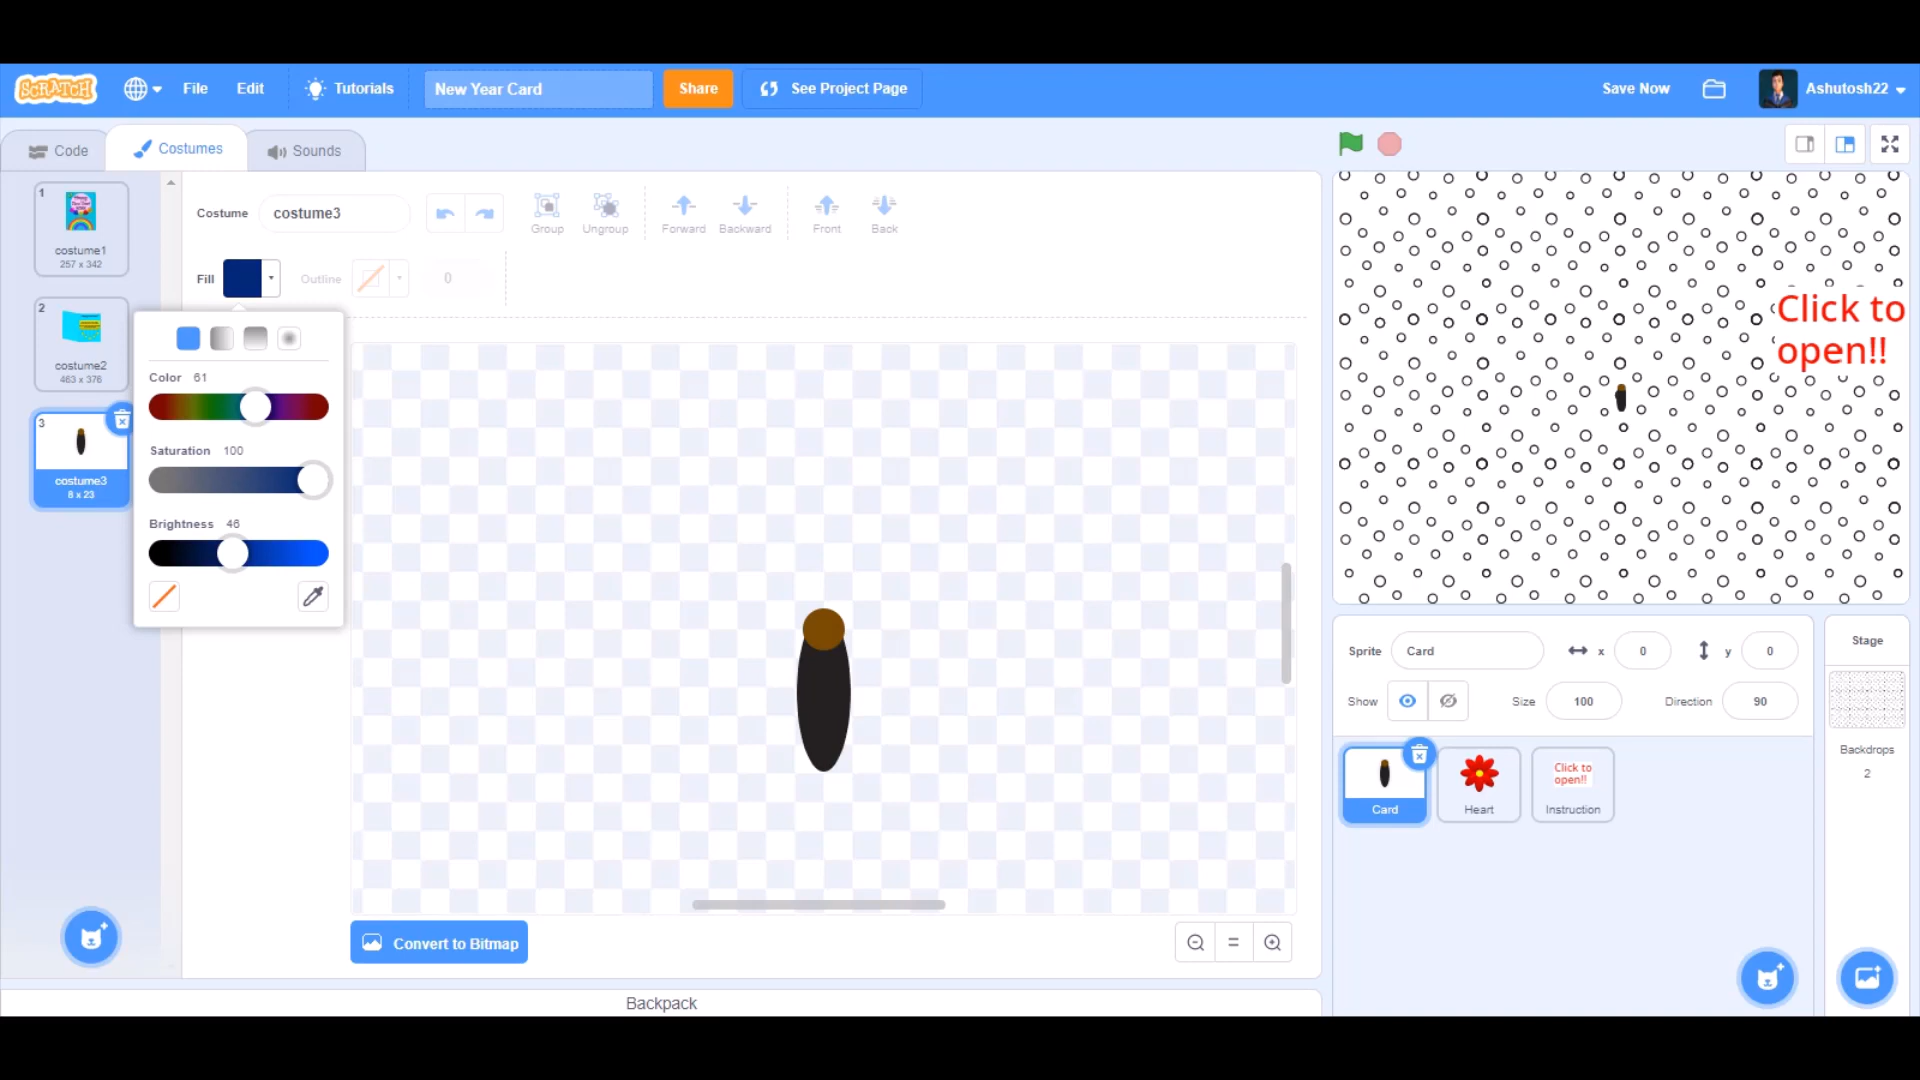 SCRATCH
File
Edit
Tutorials
New Year Card
Share
See Project Page
Save Now
Ashutosh22
Code
Costumes
Sounds
1
costume1
257 x 342
2
costume2
463 x 376
3
costume3
8 x 23
Costume
costume3
Group
Ungroup
Forward
Backward
Front
Back
Fill
Outline
0
Color 61
Saturation 100
Brightness 46
Convert to Bitmap
Backpack
Click to
open!!
Sprite
Card
x
0
y
0
Show
Size
100
Direction
90
Card
Heart
Click to
open!!
Instruction
Stage
Backdrops
2